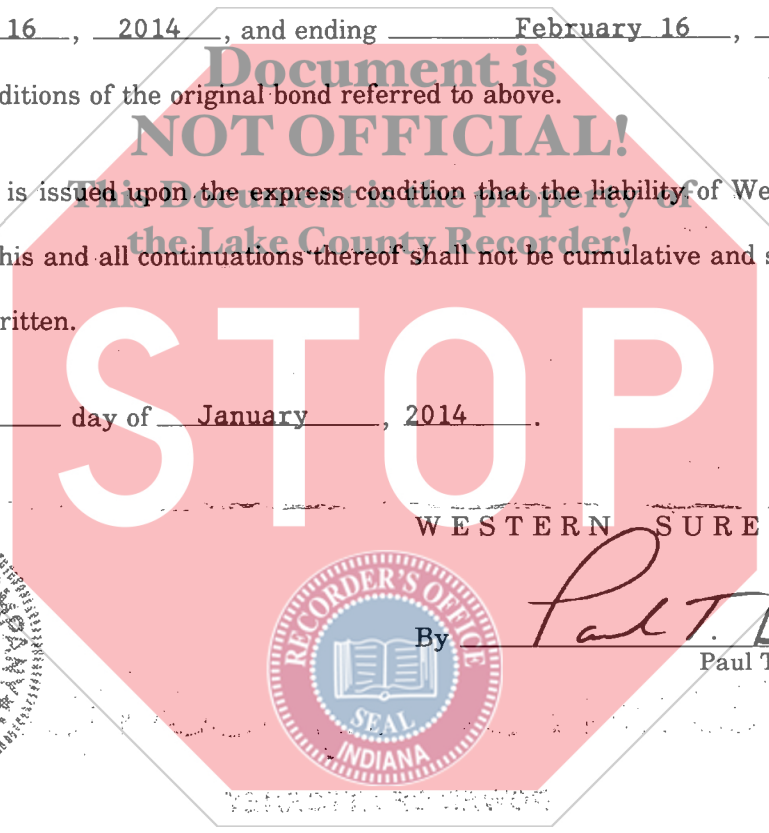 16, 2014, and ending February 16,
Document is
ditions of the original bond referred to above.
NOT OFFICIAL!
is issued upon the express condition that the liability of We
This Document is the property of
the Lake County Recorder!
his and all continuations thereof shall not be cumulative and s
ritten.
STOP
day of January, 2014.
WESTERN SURE
RECORDER'S OFFICE
SEAL
INDIANA
By Paul T.
Paul T